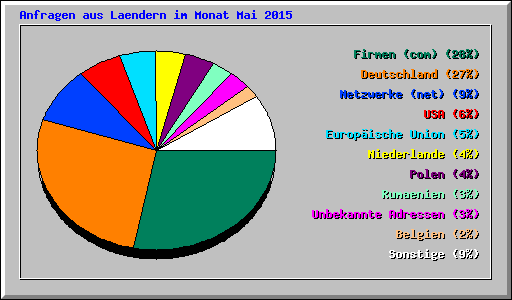 Anfragen aus Laendern im Monat Mai 2015
Firmen (com) (28%)
Deutschland (27%)
Netzwerke (net) (9%)
USA (6%)
Europäische Union (5%)
Niederlande (4%)
Polen (4%)
Rumaenien (3%)
Unbekannte Adressen (3%)
Belgien (2%)
Sonstige (9%)